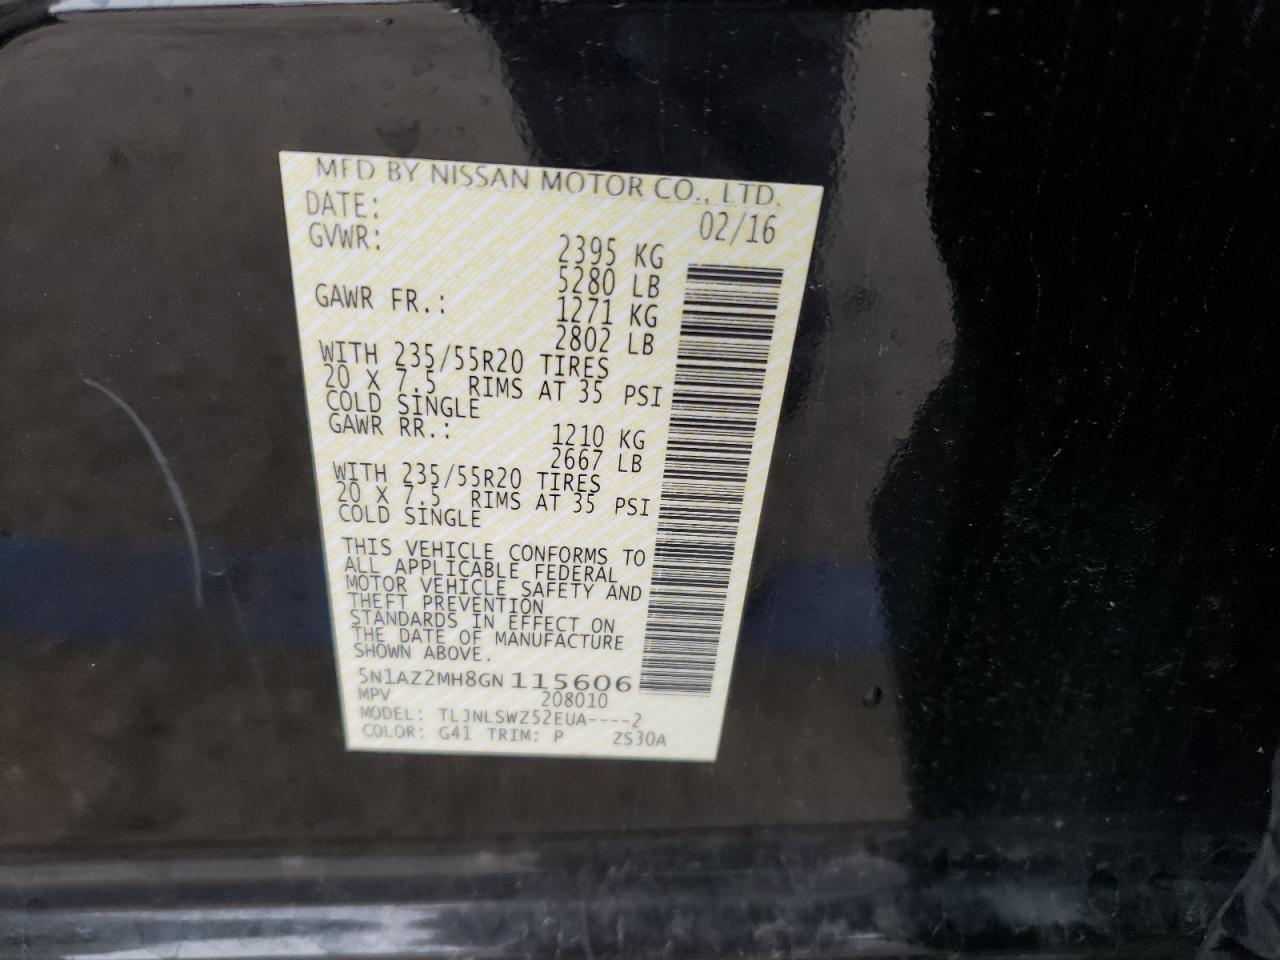 MFD BY NISSAN MOTOR CO., LTD.
DATE: 02/16
GVWR: 2395 KG
5280 LB
GAWR FR.: 1271 KG
2802 LB
WITH 235/55R20 TIRES
20 X 7.5 RIMS AT 35 PSI
COLD SINGLE
GAWR RR.: 1210 KG
2667 LB
WITH 235/55R20 TIRES
20 X 7.5 RIMS AT 35 PSI
COLD SINGLE
THIS VEHICLE CONFORMS TO
ALL APPLICABLE FEDERAL
MOTOR VEHICLE SAFETY AND
THEFT PREVENTION
STANDARDS IN EFFECT ON
THE DATE OF MANUFACTURE
SHOWN ABOVE.
5N1AZ2MH8GN115606
MPV 208010
MODEL: TLJNLSWZ52EUA----2
COLOR: G41 TRIM: P ZS30A